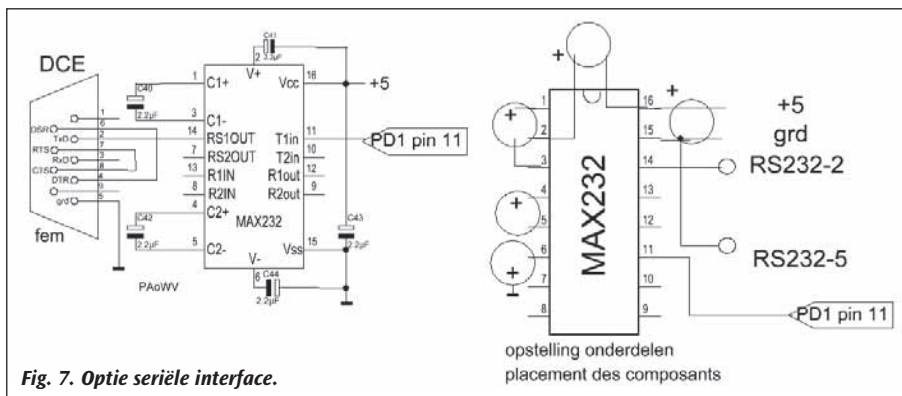 DCE
DSR
TxD
RTS
RxD
CTS
DTR
grd
1
6
2
7
3
8
4
9
5
fem
C40
2.2µF
C42
2.2µF
PAoWV
C41
3.3µF
2
V+
1
C1+
Vcc
16
+5
3
C1-
14
RS1OUT
T1in
11
PD1 pin 11
7
RS2OUT
T2in
10
13
R1IN
R1out
12
8
R2IN
R2out
9
4
C2+
MAX232
C43
2.2µF
5
C2-
Vss
15
V-
6
C44
2.2µF
+
+
+
+
+
1
2
3
4
5
6
7
8
MAX232
16
15
14
13
12
11
10
9
+5
grd
RS232-2
RS232-5
PD1 pin 11
opstelling onderdelen
placement des composants
Fig. 7. Optie seriële interface.